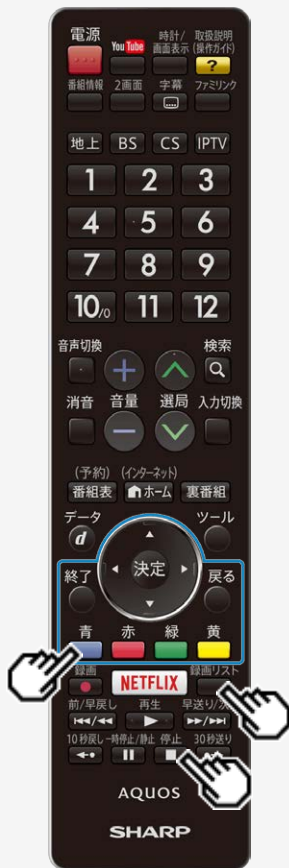 電源
You Tube
時計/ 画面表示
取扱説明 (操作ガイド)
?
番組情報 2画面 字幕 ファミリンク
地上 BS CS IPTV
1 2 3
4 5 6
7 8 9
10/0 11 12
音声切換 検索
消音 音量 選局 入力切換
(予約) (インターネット)
番組表 ホーム 裏番組
データ ツール
d
決定
終了 戻る
青 赤 緑 黄
録画 NETFLIX 録画リスト
前/早戻し 再生 早送り/次
10秒戻し 一時停止/静止 停止 30秒送り
AQUOS
SHARP